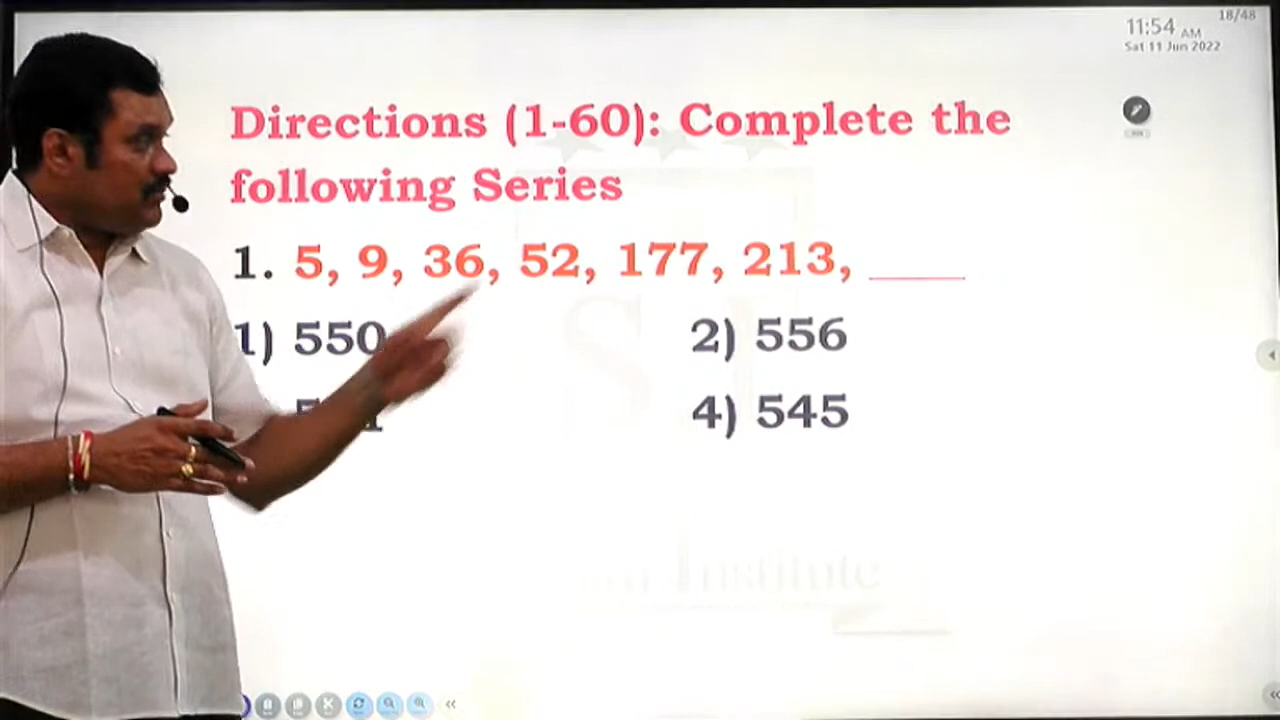 18/48
11:54 AM
Sat 11 Jun 2022
Directions (1-60): Complete the
following Series
1. 5, 9, 36, 52, 177, 213, ____
1) 550
2) 556
4) 545
Institute